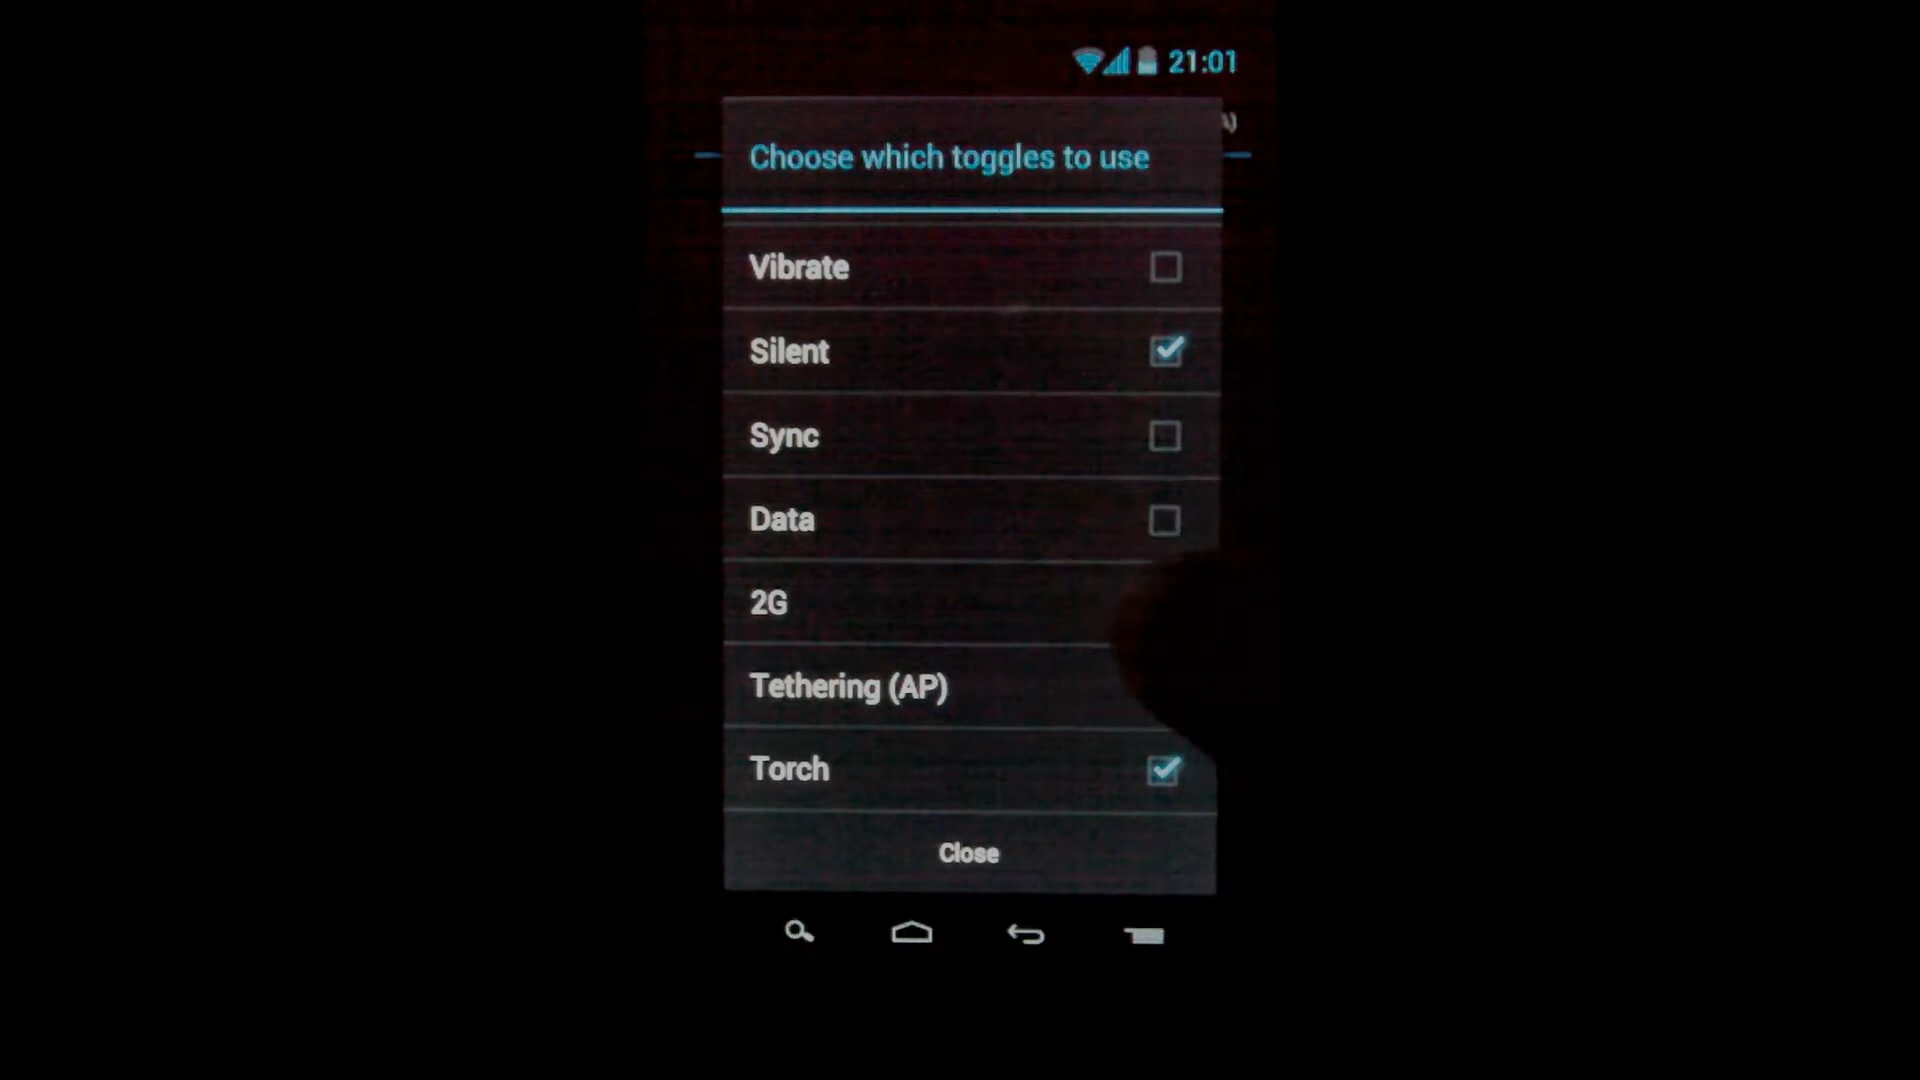 21:01
Choose which toggles to use
Vibrate
Silent
Sync
Data
2G
Tethering (AP)
Torch
Close